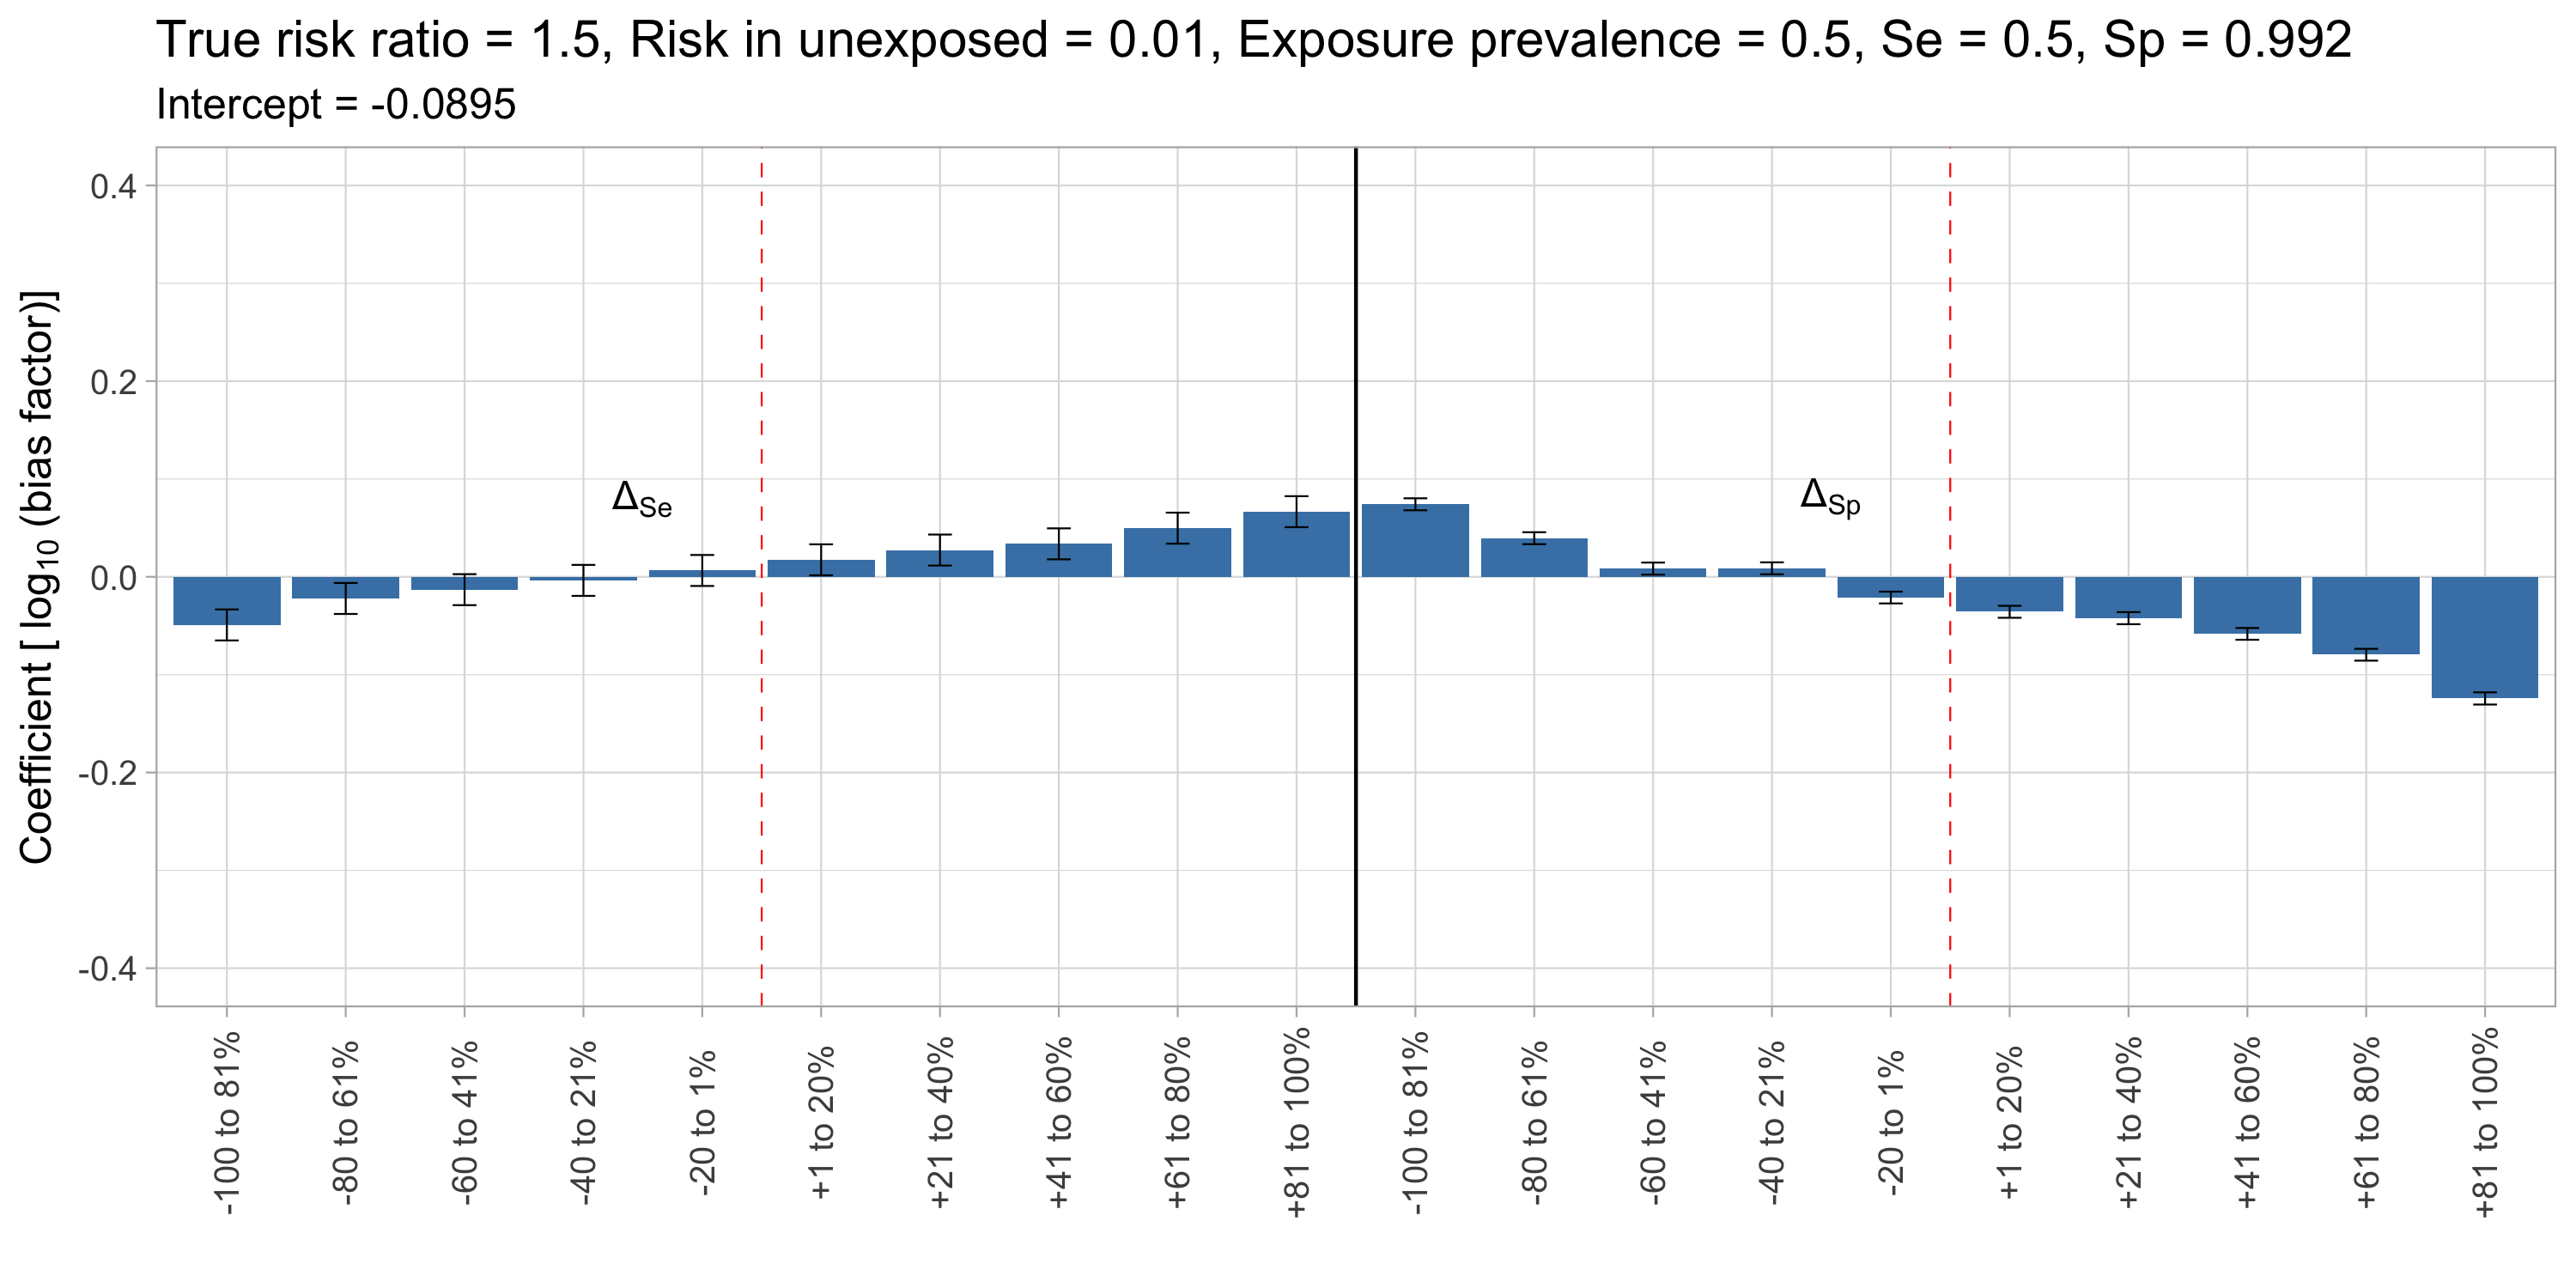 True risk ratio = 1.5, Risk in unexposed = 0.01, Exposure prevalence = 0.5, Se = 0.5, Sp = 0.992
Intercept = -0.0895
Coefficient [ log10 (bias factor)]
0.4
0.2
0.0
-0.2
-0.4
ΔSe
ΔSp
-100 to 81%
-80 to 61%
-60 to 41%
-40 to 21%
-20 to 1%
+1 to 20%
+21 to 40%
+41 to 60%
+61 to 80%
+81 to 100%
-100 to 81%
-80 to 61%
-60 to 41%
-40 to 21%
-20 to 1%
+1 to 20%
+21 to 40%
+41 to 60%
+61 to 80%
+81 to 100%